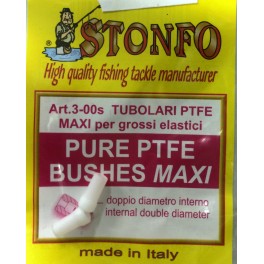 STONFO
High quality fishing tackle manufacturer
Art.3-00s TUBOLARI PTFE
MAXI per grossi elastici
PURE PTFE
BUSHES MAXI
... doppio diametro interno
internal double diameter
made in Italy